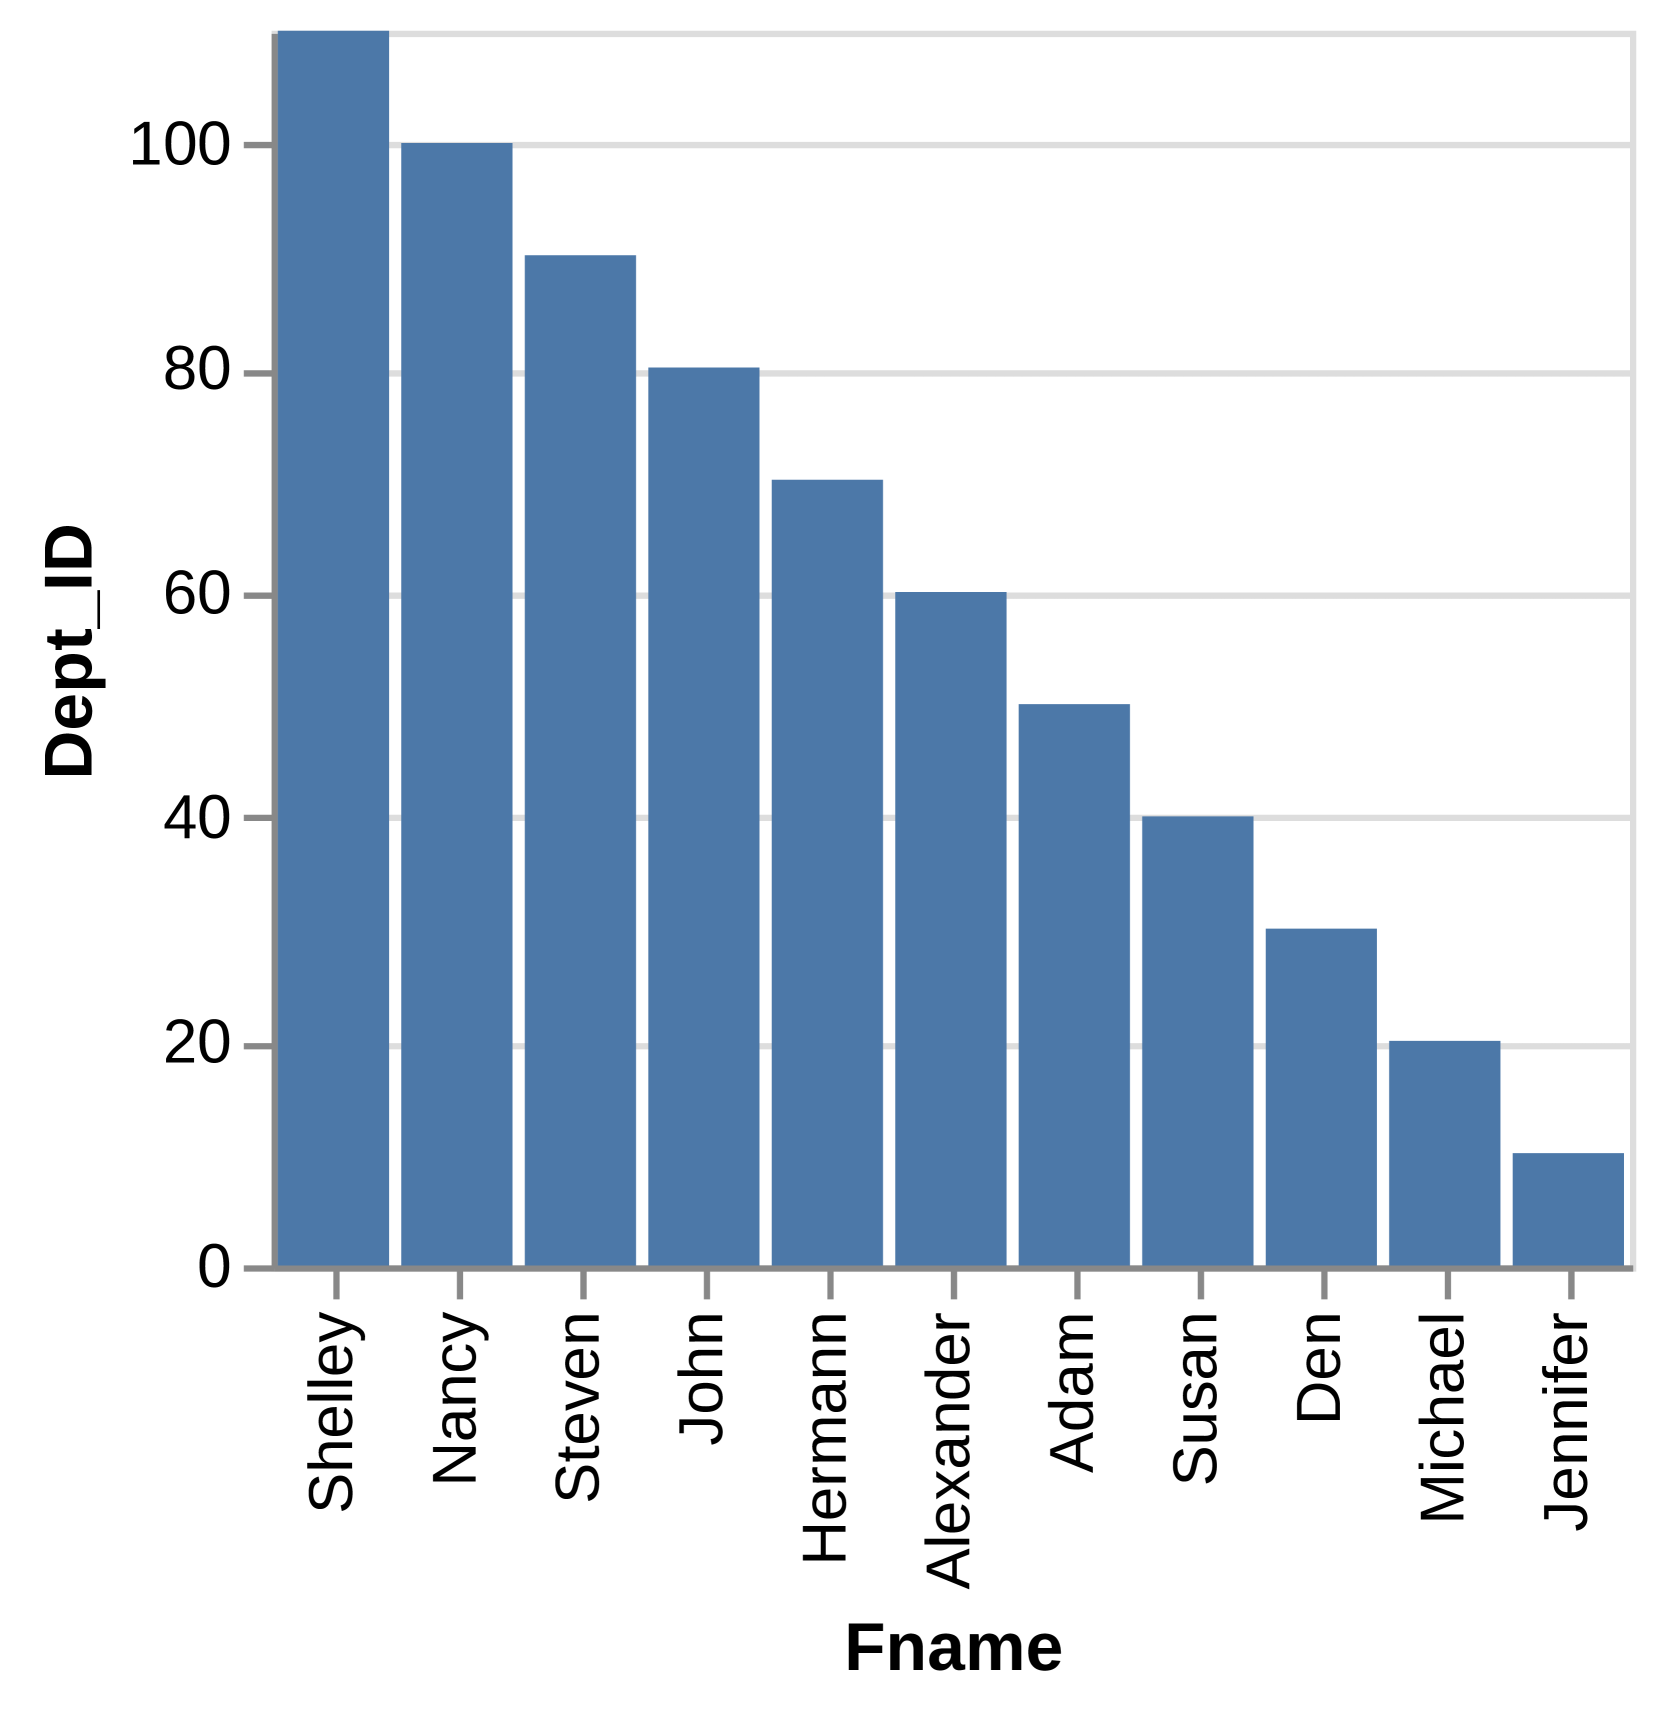 100
80
60
40
20
0
Dept_ID
Shelley
Nancy
Steven
John
Hermann
Alexander
Adam
Susan
Den
Michael
Jennifer
Fname